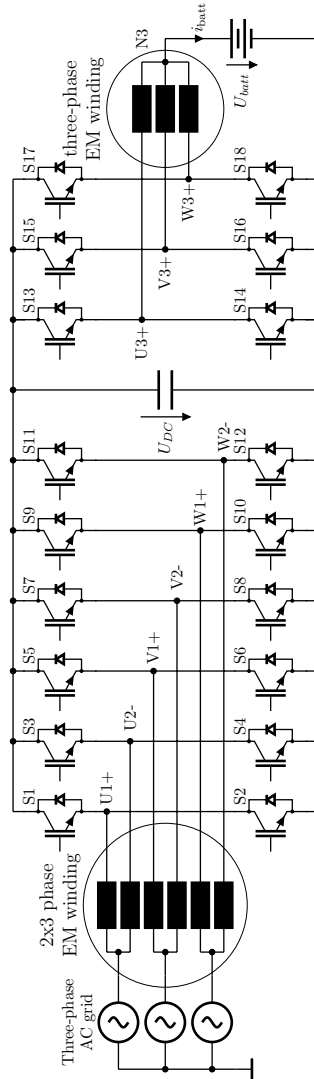 Three-phase
AC grid
2x3 phase
EM winding
S1
S3
S5
S7
S9
S11
S13
S15
S17
three-phase
EM winding
N3
i_batt
U_batt
U1+
U2-
V1+
V2-
W1+
W2-
U_DC
U3+
V3+
W3+
S2
S4
S6
S8
S10
S12
S14
S16
S18